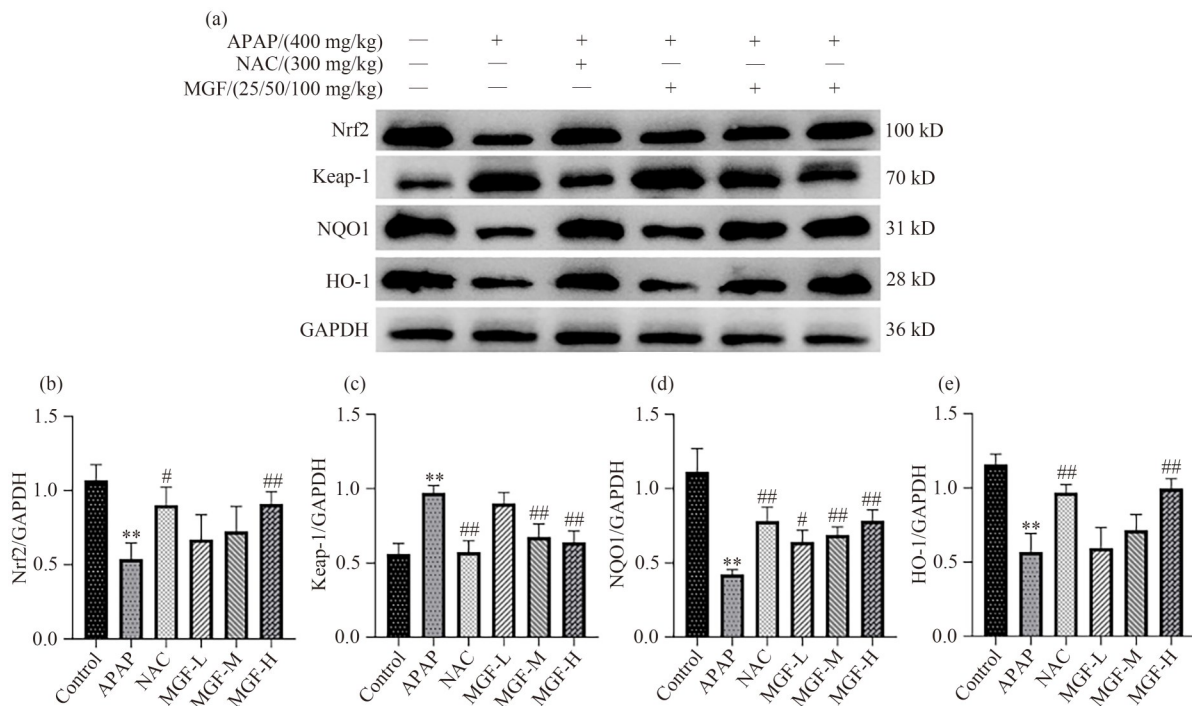 (a)
APAP/(400 mg/kg) — + + + + +
NAC/(300 mg/kg) — — + — — —
MGF/(25/50/100 mg/kg) — — — + + +
Nrf2 100 kD
Keap-1 70 kD
NQO1 31 kD
HO-1 28 kD
GAPDH 36 kD
(b)
Nrf2/GAPDH
1.5
1.0
0.5
0.0
**
#
##
Control
APAP
NAC
MGF-L
MGF-M
MGF-H
(c)
Keap-1/GAPDH
1.5
1.0
0.5
0.0
**
##
##
##
Control
APAP
NAC
MGF-L
MGF-M
MGF-H
(d)
NQO1/GAPDH
1.5
1.0
0.5
0.0
**
##
#
##
##
Control
APAP
NAC
MGF-L
MGF-M
MGF-H
(e)
HO-1/GAPDH
1.5
1.0
0.5
0.0
**
##
##
Control
APAP
NAC
MGF-L
MGF-M
MGF-H